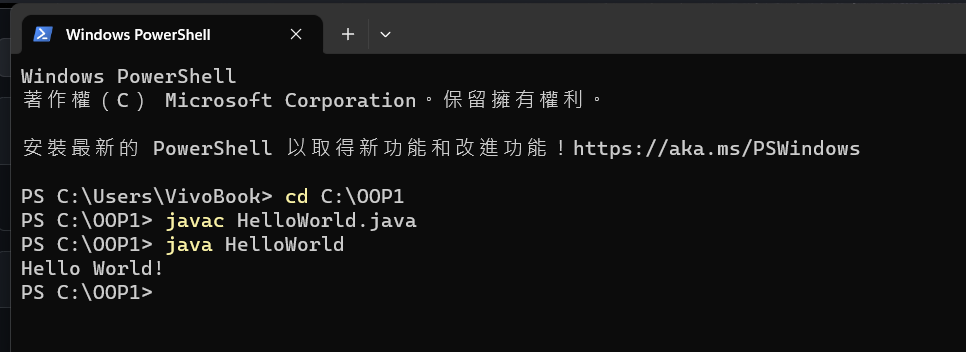 Windows PowerShell
Windows PowerShell
著作權（C） Microsoft Corporation。保留擁有權利。
安裝最新的 PowerShell 以取得新功能和改進功能！https://aka.ms/PSWindows
PS C:\Users\VivoBook> cd C:\OOP1
PS C:\OOP1> javac HelloWorld.java
PS C:\OOP1> java HelloWorld
Hello World!
PS C:\OOP1>